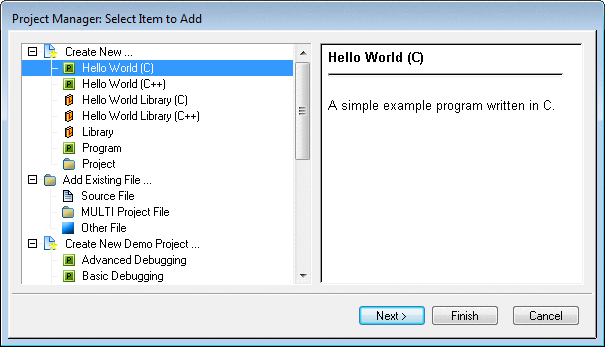 Project Manager: Select Item to Add
Create New ...
Hello World (C)
Hello World (C++)
Hello World Library (C)
Hello World Library (C++)
Library
Program
Project
Add Existing File ...
Source File
MULTI Project File
Other File
Create New Demo Project ...
Advanced Debugging
Basic Debugging
Hello World (C)
A simple example program written in C.
Next >
Finish
Cancel